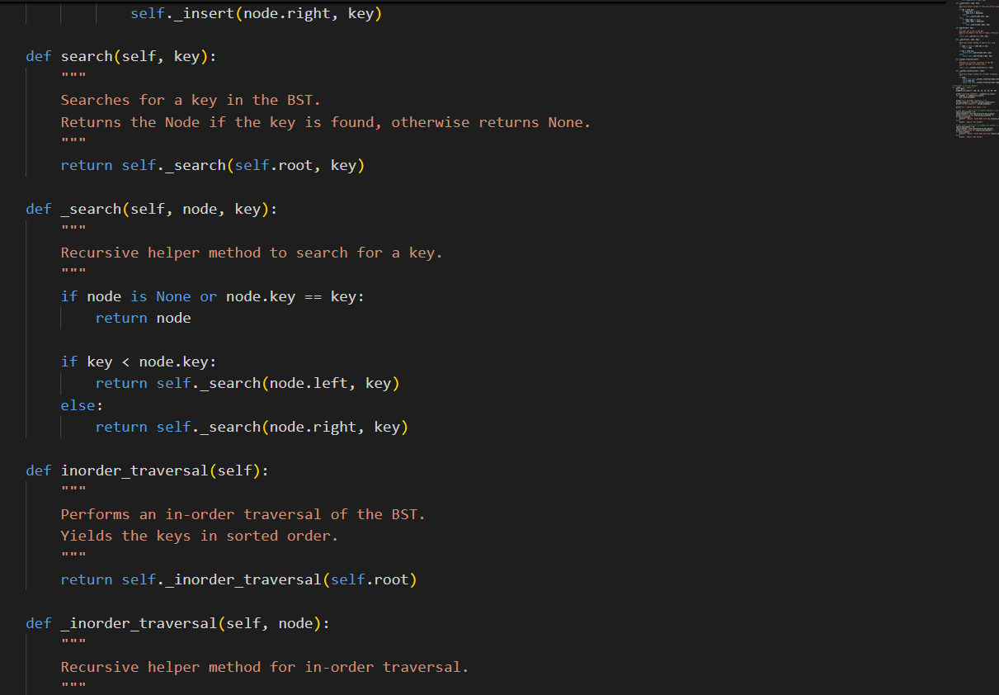 self._insert(node.right, key)

def search(self, key):
    """
    Searches for a key in the BST.
    Returns the Node if the key is found, otherwise returns None.
    """
    return self._search(self.root, key)

def _search(self, node, key):
    """
    Recursive helper method to search for a key.
    """
    if node is None or node.key == key:
        return node

    if key < node.key:
        return self._search(node.left, key)
    else:
        return self._search(node.right, key)

def inorder_traversal(self):
    """
    Performs an in-order traversal of the BST.
    Yields the keys in sorted order.
    """
    return self._inorder_traversal(self.root)

def _inorder_traversal(self, node):
    """
    Recursive helper method for in-order traversal.
    """